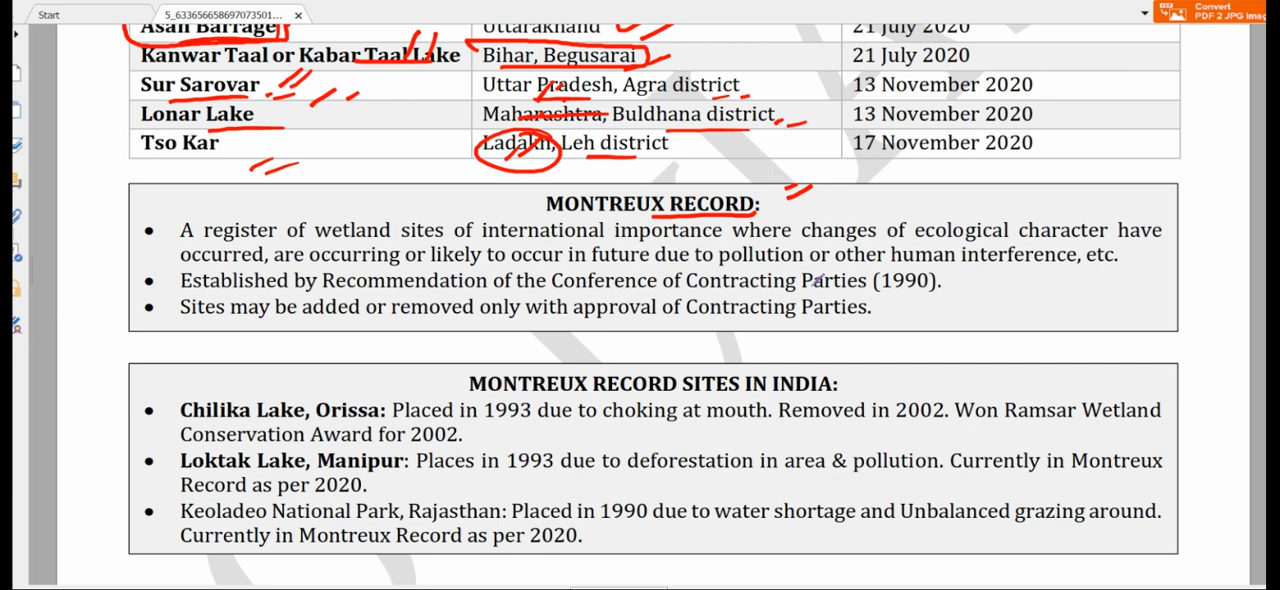 Start
5_633656658697073501...
Convert
PDF 2 JPG Imag
Asan Barrage Uttarakhand 21 July 2020
Kanwar Taal or Kabar Taal Lake Bihar, Begusarai 21 July 2020
Sur Sarovar Uttar Pradesh, Agra district 13 November 2020
Lonar Lake Maharashtra, Buldhana district 13 November 2020
Tso Kar Ladakh, Leh district 17 November 2020
MONTREUX RECORD:
• A register of wetland sites of international importance where changes of ecological character have
occurred, are occurring or likely to occur in future due to pollution or other human interference, etc.
• Established by Recommendation of the Conference of Contracting Parties (1990).
• Sites may be added or removed only with approval of Contracting Parties.
MONTREUX RECORD SITES IN INDIA:
• Chilika Lake, Orissa: Placed in 1993 due to choking at mouth. Removed in 2002. Won Ramsar Wetland
Conservation Award for 2002.
• Loktak Lake, Manipur: Places in 1993 due to deforestation in area & pollution. Currently in Montreux
Record as per 2020.
• Keoladeo National Park, Rajasthan: Placed in 1990 due to water shortage and Unbalanced grazing around.
Currently in Montreux Record as per 2020.